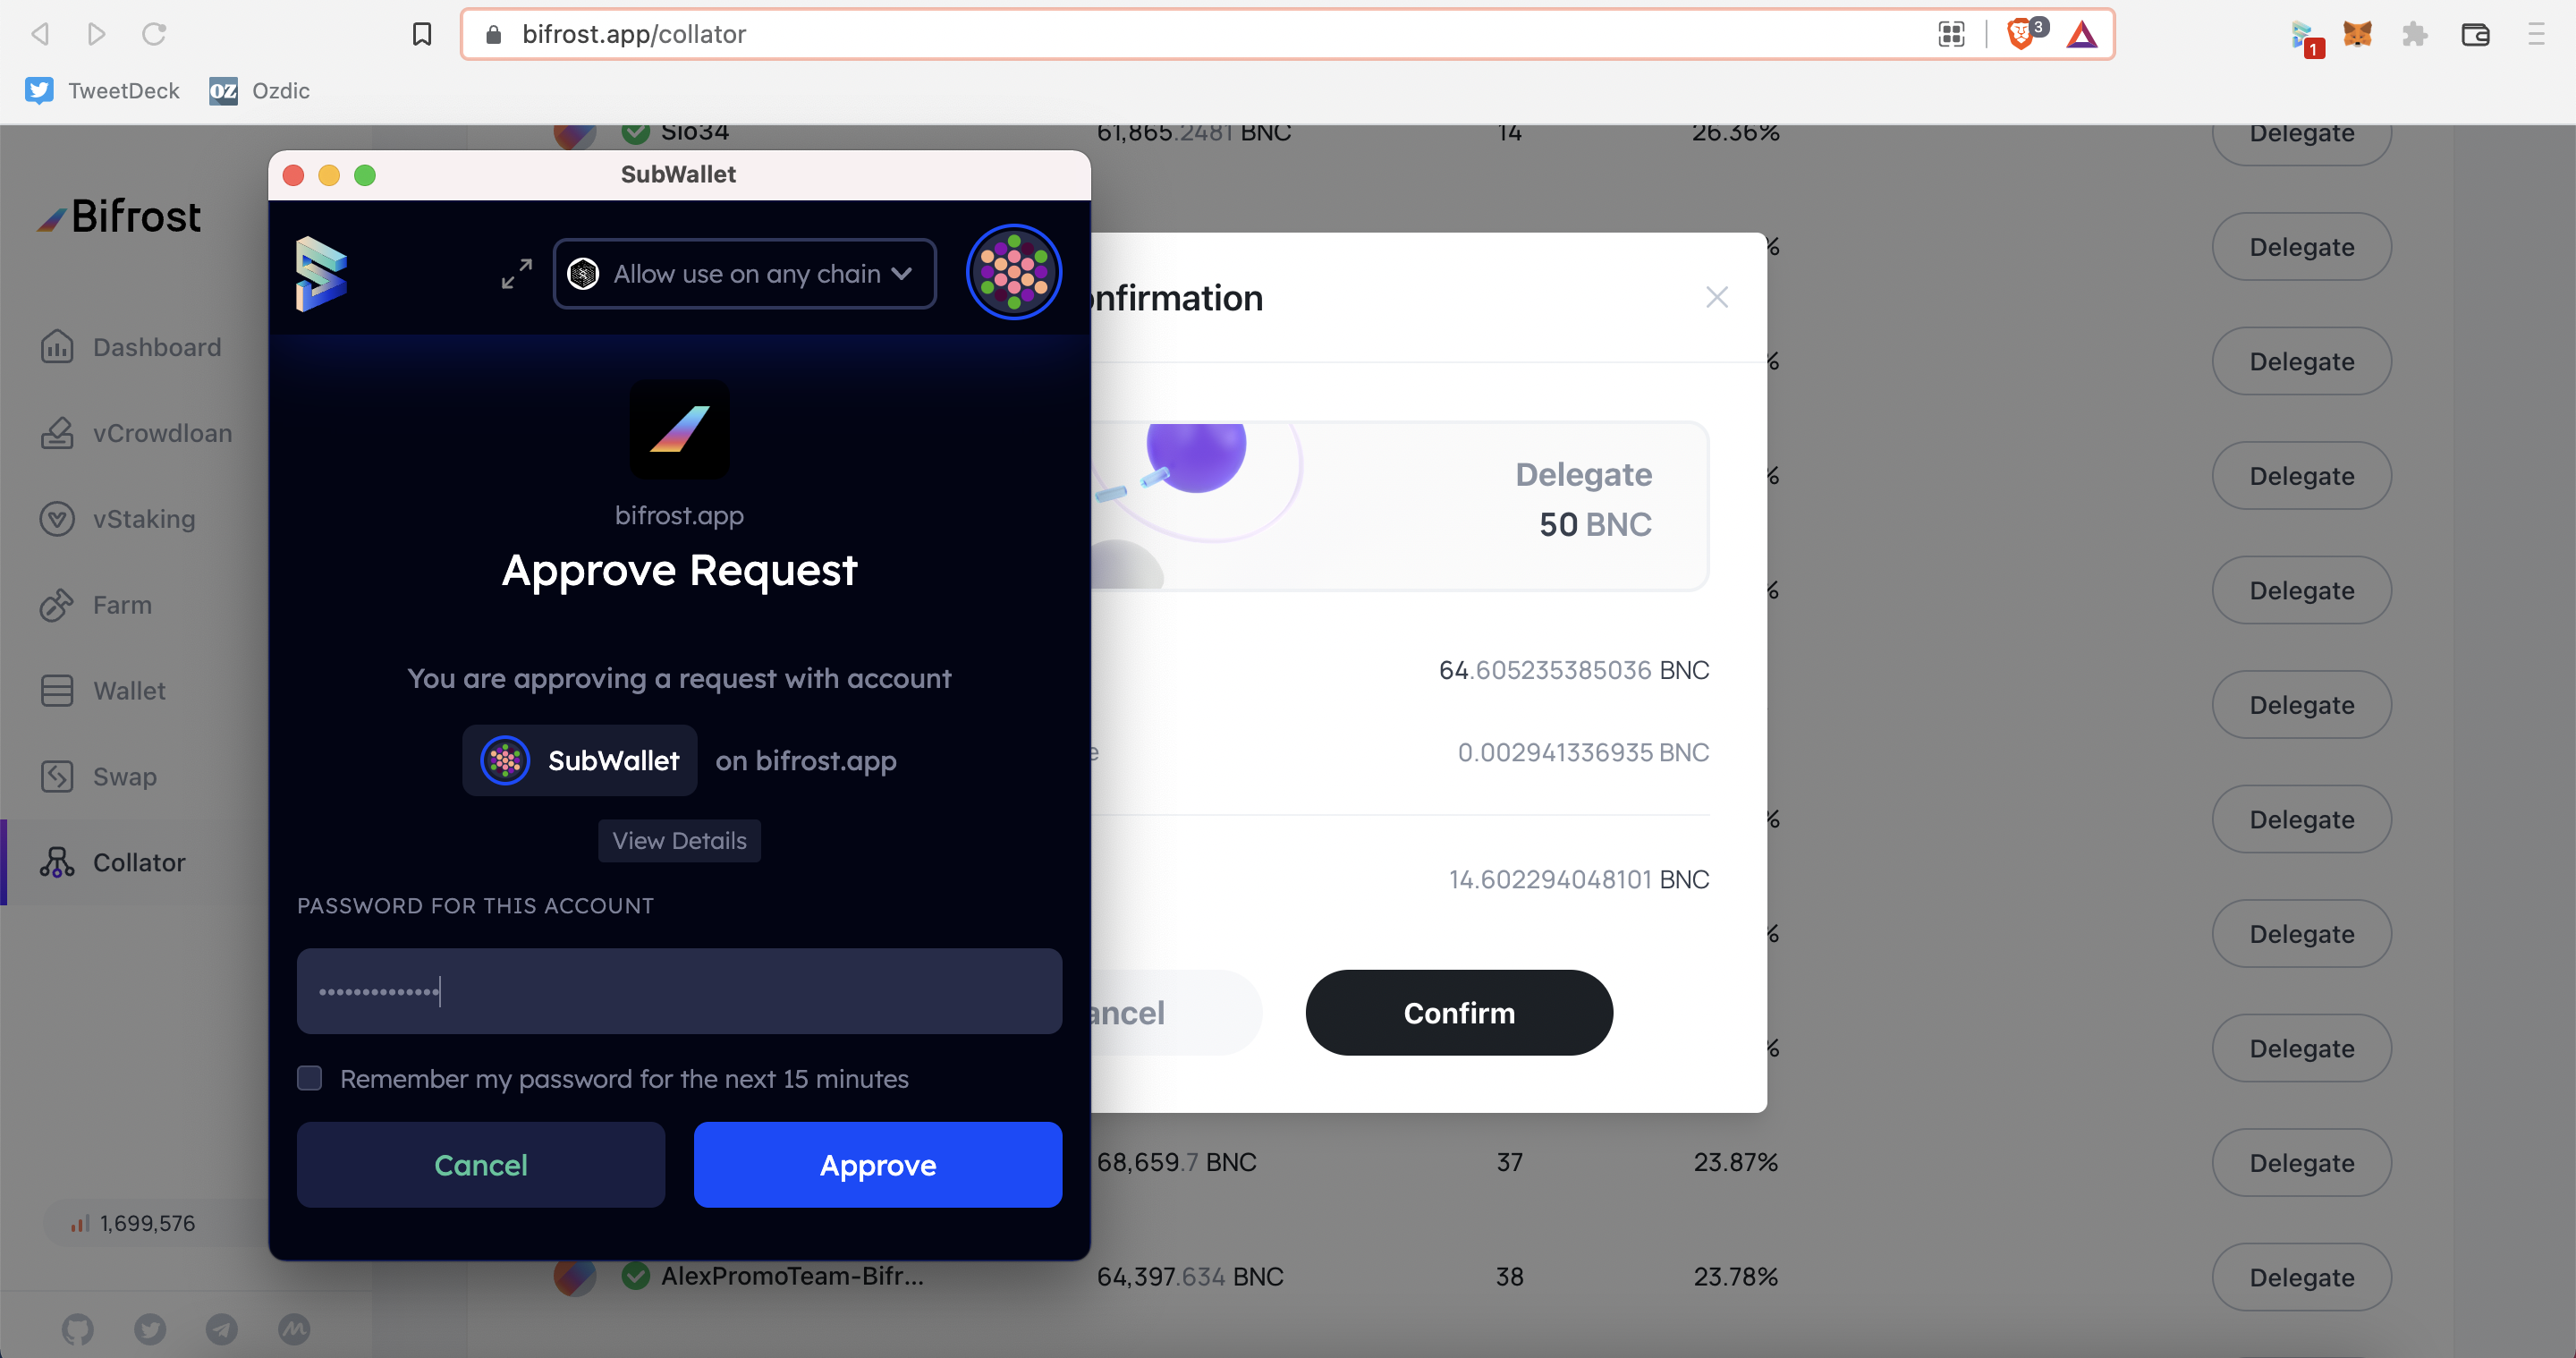 bifrost.app/collator
3
1
TweetDeck
OZ
Ozdic
Sio34
61,865.2481 BNC
14
26.36%
Delegate
SubWallet
Bifrost
Allow use on any chain
Delegate
onfirmation
Dashboard
Delegate
vCrowdloan
Delegate
50 BNC
Delegate
bifrost.app
vStaking
Approve Request
Farm
Delegate
You are approving a request with account
64.605235385036 BNC
Wallet
Delegate
SubWallet
on bifrost.app
0.002941336935 BNC
Swap
View Details
Delegate
Collator
14.602294048101 BNC
PASSWORD FOR THIS ACCOUNT
Delegate
ancel
Confirm
Remember my password for the next 15 minutes
Delegate
Cancel
Approve
68,659.7 BNC
37
23.87%
Delegate
1,699,576
AlexPromoTeam-Bifr...
64,397.634 BNC
38
23.78%
Delegate